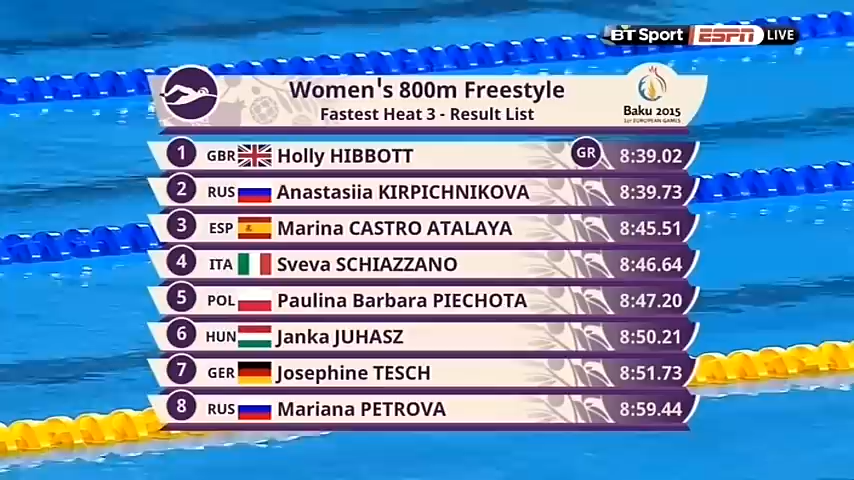 BT Sport ESPN LIVE
Women's 800m Freestyle
Fastest Heat 3 - Result List
Baku 2015
1ST EUROPEAN GAMES
1 GBR Holly HIBBOTT GR 8:39.02
2 RUS Anastasiia KIRPICHNIKOVA 8:39.73
3 ESP Marina CASTRO ATALAYA 8:45.51
4 ITA Sveva SCHIAZZANO 8:46.64
5 POL Paulina Barbara PIECHOTA 8:47.20
6 HUN Janka JUHASZ 8:50.21
7 GER Josephine TESCH 8:51.73
8 RUS Mariana PETROVA 8:59.44